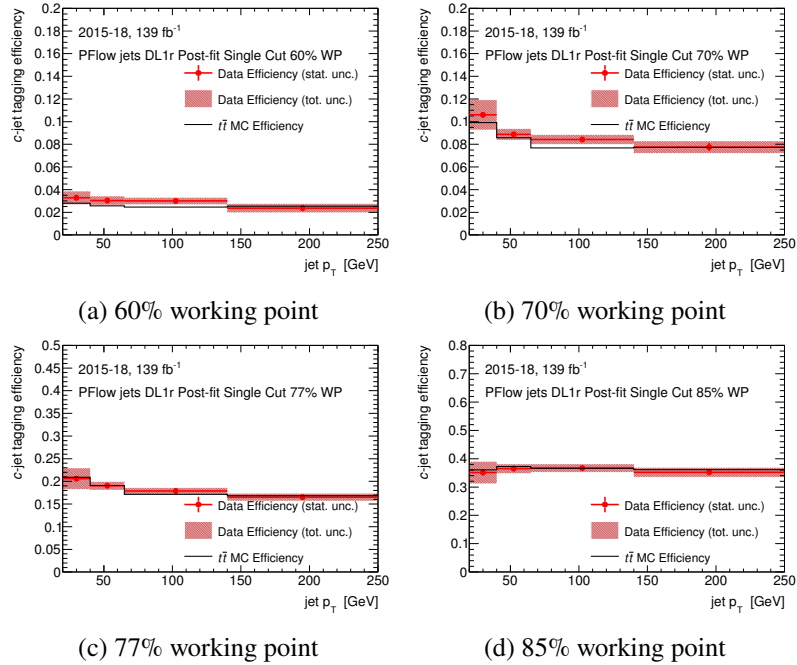 0.2
0.18
0.16
0.14
0.12
0.1
0.08
0.06
0.04
0.02
0
c-jet tagging efficiency
2015-18, 139 fb⁻¹
PFlow jets DL1r Post-fit Single Cut 60% WP
Data Efficiency (stat. unc.)
Data Efficiency (tot. unc.)
tt̄ MC Efficiency
50 100 150 200 250
jet p_T [GeV]
(a) 60% working point
0.2
0.18
0.16
0.14
0.12
0.1
0.08
0.06
0.04
0.02
0
c-jet tagging efficiency
2015-18, 139 fb⁻¹
PFlow jets DL1r Post-fit Single Cut 70% WP
Data Efficiency (stat. unc.)
Data Efficiency (tot. unc.)
tt̄ MC Efficiency
50 100 150 200 250
jet p_T [GeV]
(b) 70% working point
0.5
0.45
0.4
0.35
0.3
0.25
0.2
0.15
0.1
0.05
0
c-jet tagging efficiency
2015-18, 139 fb⁻¹
PFlow jets DL1r Post-fit Single Cut 77% WP
Data Efficiency (stat. unc.)
Data Efficiency (tot. unc.)
tt̄ MC Efficiency
50 100 150 200 250
jet p_T [GeV]
(c) 77% working point
0.8
0.7
0.6
0.5
0.4
0.3
0.2
0.1
0
c-jet tagging efficiency
2015-18, 139 fb⁻¹
PFlow jets DL1r Post-fit Single Cut 85% WP
Data Efficiency (stat. unc.)
Data Efficiency (tot. unc.)
tt̄ MC Efficiency
50 100 150 200 250
jet p_T [GeV]
(d) 85% working point